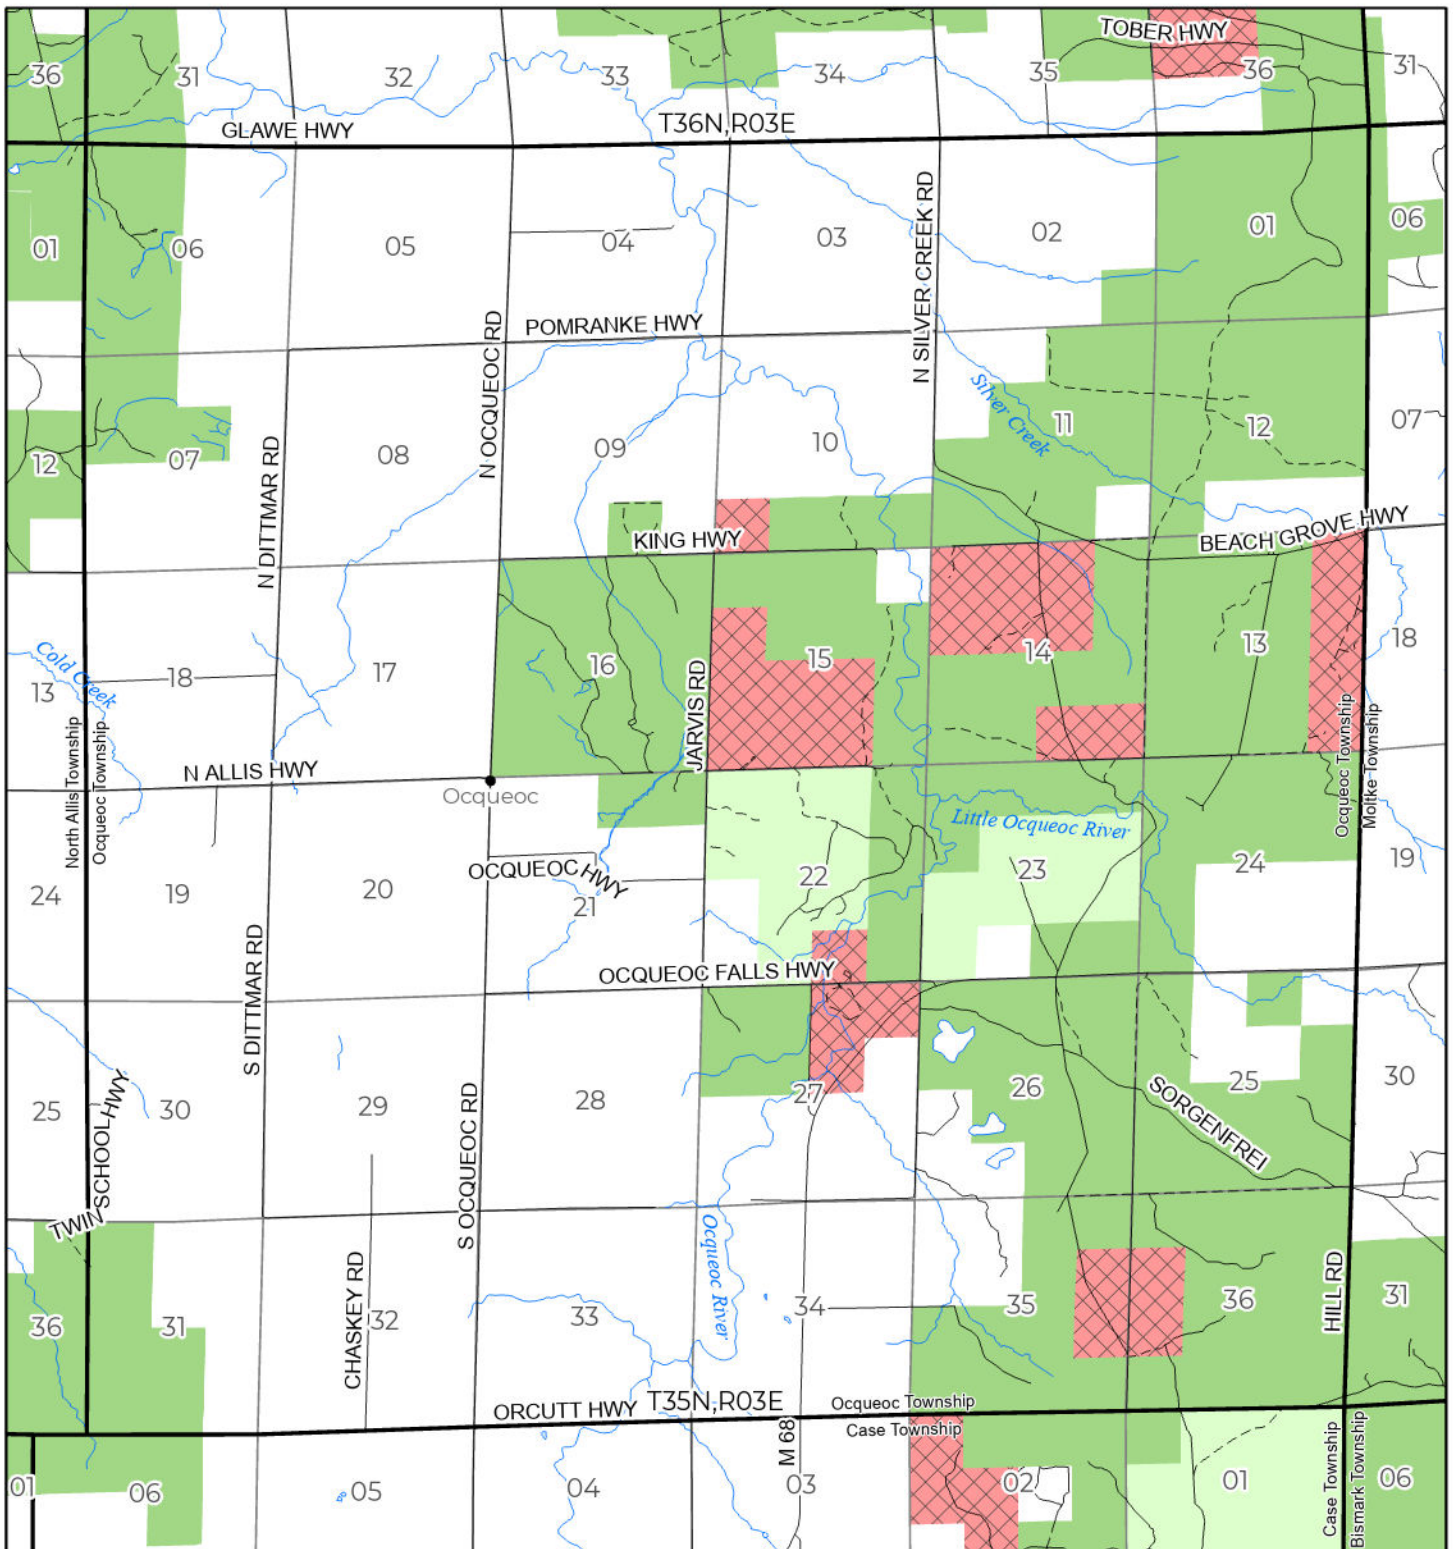 TOBER HWY
36
31
32
33
34
35
36
31
GLAWE HWY
T36N,R03E
01
06
05
04
03
N SILVER CREEK RD
02
01
06
POMRANKE HWY
N OCQUEOC RD
Silver Creek
12
07
N DITTMAR RD
08
09
10
11
12
07
KING HWY
BEACH GROVE HWY
Cold Creek
13
18
17
16
JARVIS RD
15
14
13
18
North Allis Township
Ocqueoc Township
N ALLIS HWY
Ocqueoc
Ocqueoc Township
Moltke Township
Little Ocqueoc River
24
19
20
OCQUEOC HWY
21
22
23
24
19
S DITTMAR RD
OCQUEOC FALLS HWY
25
TWIN SCHOOL HWY
30
29
S OCQUEOC RD
28
27
26
25
SORGENFREI
30
36
31
CHASKEY RD
32
33
Ocqueoc River
34
35
36
HILL RD
31
ORCUTT HWY
T35N,R03E
Ocqueoc Township
Case Township
M 68
01
06
05
04
03
02
01
Case Township
Bismark Township
06